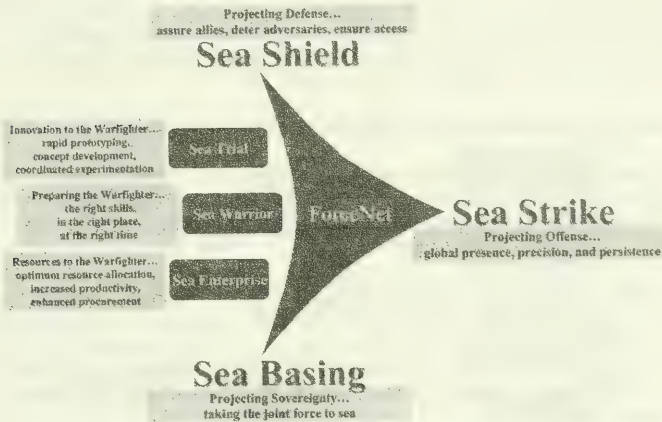 Projecting Defense...
assure allies, deter adversaries, ensure access
Sea Shield
Innovation to the Warfighter...
rapid prototyping,
concept development,
coordinated experimentation
Sea Trial
Preparing the Warfighter...
the right skills,
in the right place,
at the right time
Sea Warrior
ForceNet
Sea Strike
Projecting Offense...
global presence, precision, and persistence
Resources to the Warfighter...
optimum resource allocation,
increased productivity,
enhanced procurement
Sea Enterprise
Sea Basing
Projecting Sovereignty...
taking the joint force to sea